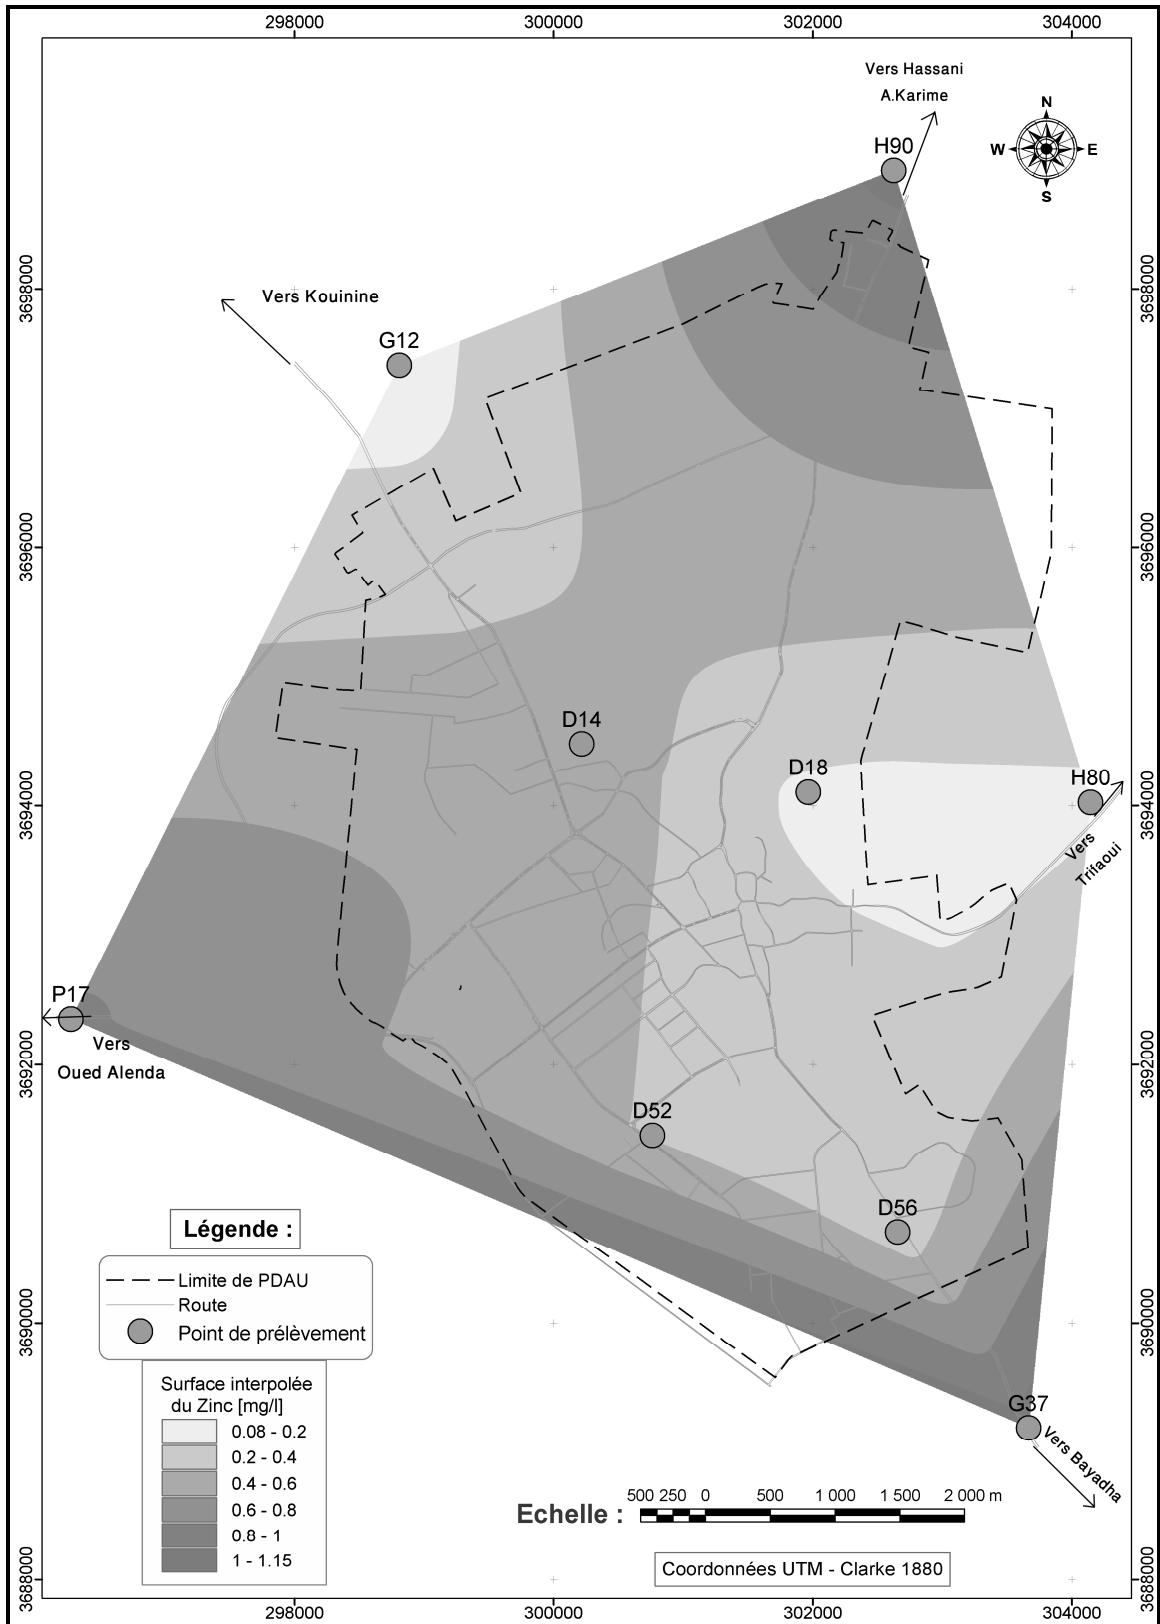 298000 300000 302000 304000
Vers Hassani
A.Karime
H90
N
W E
S
3698000 3698000
Vers Kouinine
G12
3696000 3696000
D14
D18
H80
3694000 3694000
Vers
Trifaoui
P17
Vers
Oued Alenda
3692000 3692000
D52
D56
Légende :
Limite de PDAU
Route
Point de prélèvement
3690000 3690000
Surface interpolée
du Zinc [mg/l]
0.08 - 0.2
0.2 - 0.4
0.4 - 0.6
0.6 - 0.8
0.8 - 1
1 - 1.15
G37
Vers Bayadha
Echelle :
500 250 0 500 1 000 1 500 2 000 m
Coordonnées UTM - Clarke 1880
3688000 3688000
298000 300000 302000 304000